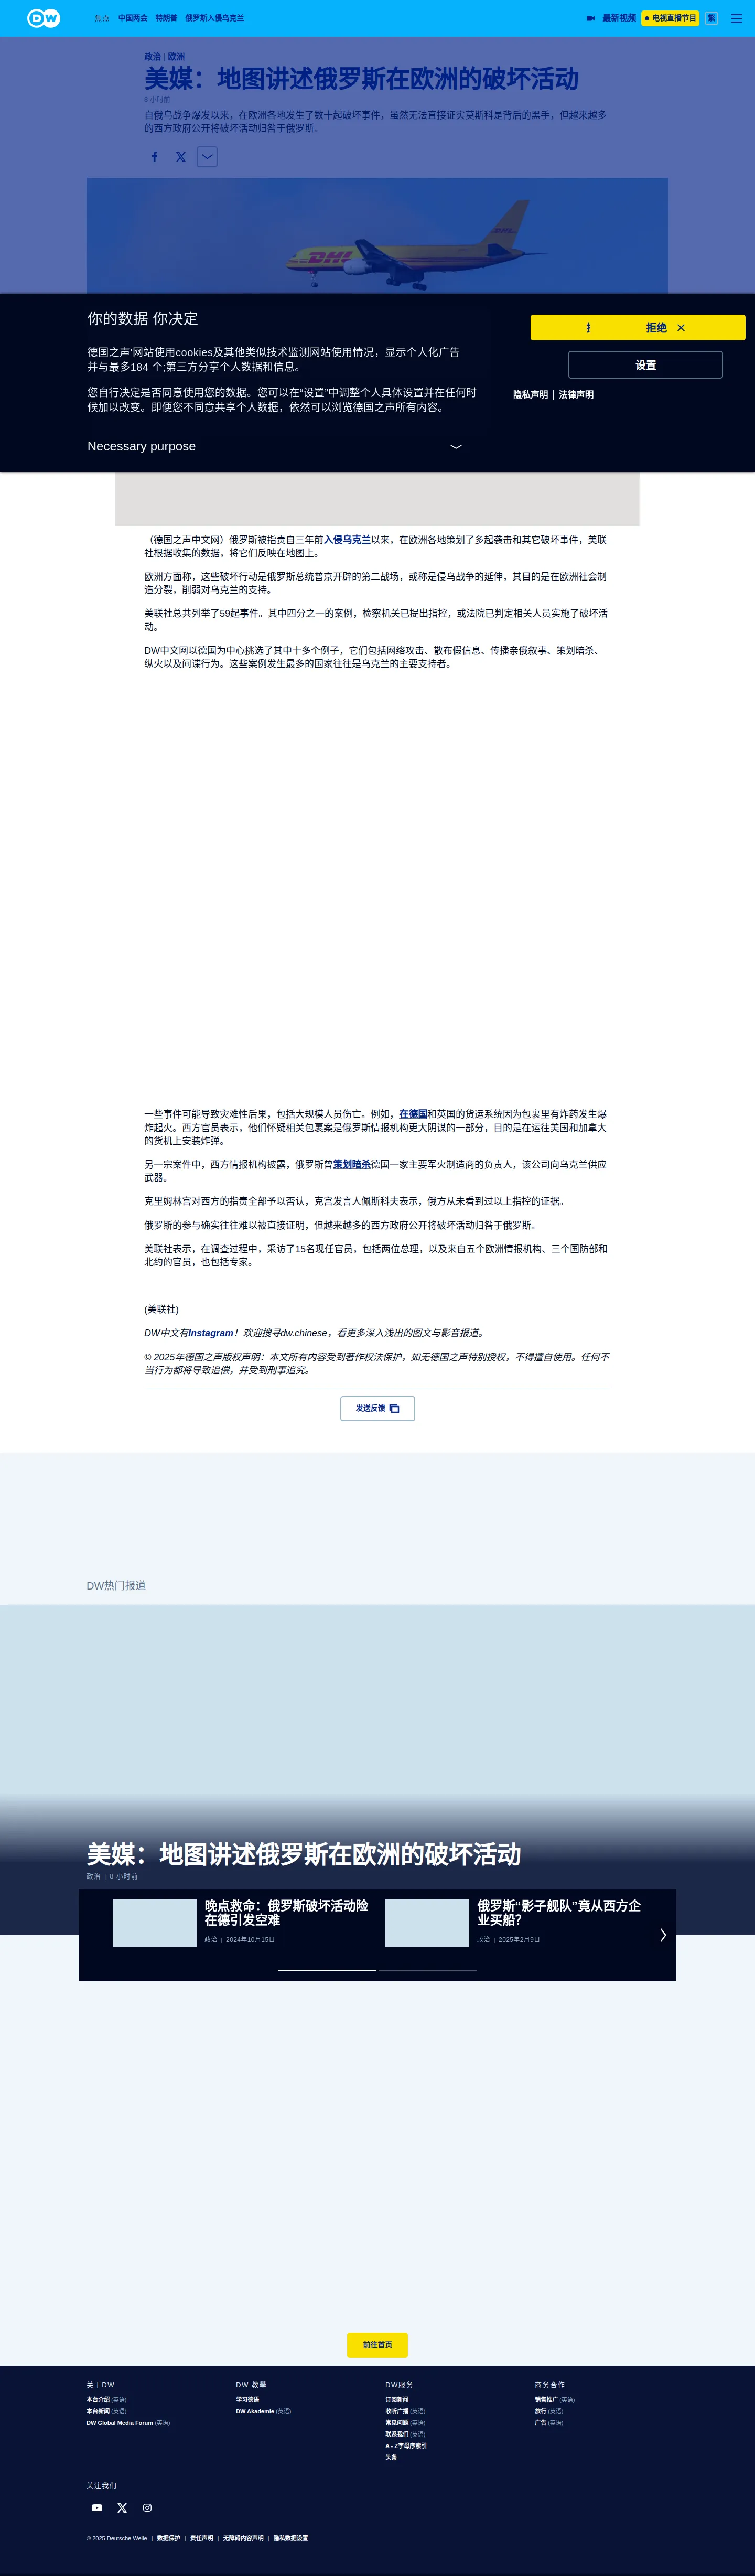 DW
焦点 中国两会 特朗普 俄罗斯入侵乌克兰
最新视频 电视直播节目 繁
政治 | 欧洲
美媒：地图讲述俄罗斯在欧洲的破坏活动
8 小时前
自俄乌战争爆发以来，在欧洲各地发生了数十起破坏事件，虽然无法直接证实莫斯科是背后的黑手，但越来越多
的西方政府公开将破坏活动归咎于俄罗斯。
DHL
你的数据 你决定
拒绝
德国之声'网站使用cookies及其他类似技术监测网站使用情况，显示个人化广告
并与最多184 个;第三方分享个人数据和信息。
设置
您自行决定是否同意使用您的数据。您可以在"设置"中调整个人具体设置并在任何时
候加以改变。即便您不同意共享个人数据，依然可以浏览德国之声所有内容。
隐私声明 | 法律声明
Necessary purpose
（德国之声中文网）俄罗斯被指责自三年前入侵乌克兰以来，在欧洲各地策划了多起袭击和其它破坏事件，美联
社根据收集的数据，将它们反映在地图上。
欧洲方面称，这些破坏行动是俄罗斯总统普京开辟的第二战场，或称是侵乌战争的延伸，其目的是在欧洲社会制
造分裂，削弱对乌克兰的支持。
美联社总共列举了59起事件。其中四分之一的案例，检察机关已提出指控，或法院已判定相关人员实施了破坏活
动。
DW中文网以德国为中心挑选了其中十多个例子，它们包括网络攻击、散布假信息、传播亲俄叙事、策划暗杀、
纵火以及间谍行为。这些案例发生最多的国家往往是乌克兰的主要支持者。
一些事件可能导致灾难性后果，包括大规模人员伤亡。例如，在德国和英国的货运系统因为包裹里有炸药发生爆
炸起火。西方官员表示，他们怀疑相关包裹案是俄罗斯情报机构更大阴谋的一部分，目的是在运往美国和加拿大
的货机上安装炸弹。
另一宗案件中，西方情报机构披露，俄罗斯曾策划暗杀德国一家主要军火制造商的负责人，该公司向乌克兰供应
武器。
克里姆林宫对西方的指责全部予以否认，克宫发言人佩斯科夫表示，俄方从未看到过以上指控的证据。
俄罗斯的参与确实往往难以被直接证明，但越来越多的西方政府公开将破坏活动归咎于俄罗斯。
美联社表示，在调查过程中，采访了15名现任官员，包括两位总理，以及来自五个欧洲情报机构、三个国防部和
北约的官员，也包括专家。
(美联社)
DW中文有Instagram！欢迎搜寻dw.chinese，看更多深入浅出的图文与影音报道。
© 2025年德国之声版权声明：本文所有内容受到著作权法保护，如无德国之声特别授权，不得擅自使用。任何不
当行为都将导致追偿，并受到刑事追究。
发送反馈
DW热门报道
美媒：地图讲述俄罗斯在欧洲的破坏活动
政治 | 8 小时前
晚点救命：俄罗斯破坏活动险
在德引发空难
政治 | 2024年10月15日
俄罗斯“影子舰队”竟从西方企
业买船？
政治 | 2025年2月9日
前往首页
关于DW
本台介绍 (英语)
本台新闻 (英语)
DW Global Media Forum (英语)
DW 教學
学习德语
DW Akademie (英语)
DW服务
订阅新闻
收听广播 (英语)
常见问题 (英语)
联系我们 (英语)
A - Z字母序索引
头条
商务合作
销售推广 (英语)
旅行 (英语)
广告 (英语)
关注我们
© 2025 Deutsche Welle | 数据保护 | 责任声明 | 无障碍内容声明 | 隐私数据设置